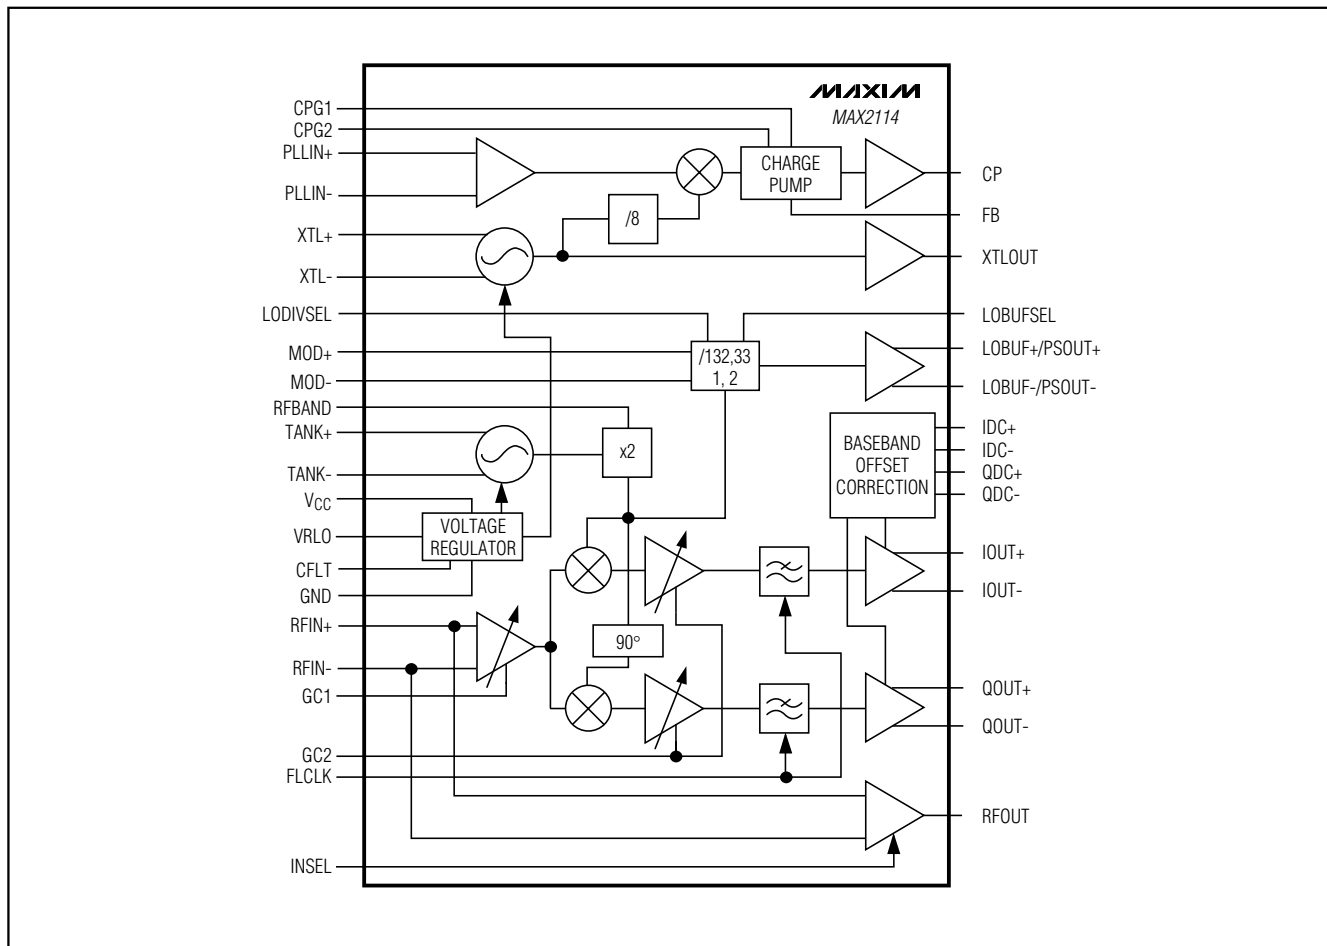 MAXIM
MAX2114
CPG1
CPG2
PLLIN+
PLLIN-
XTL+
XTL-
LODIVSEL
MOD+
MOD-
RFBAND
TANK+
TANK-
VCC
VRLO
CFLT
GND
RFIN+
RFIN-
GC1
GC2
FLCLK
INSEL
CHARGE
PUMP
/8
/132,33
1, 2
x2
VOLTAGE
REGULATOR
90°
BASEBAND
OFFSET
CORRECTION
CP
FB
XTLOUT
LOBUFSEL
LOBUF+/PSOUT+
LOBUF-/PSOUT-
IDC+
IDC-
QDC+
QDC-
IOUT+
IOUT-
QOUT+
QOUT-
RFOUT